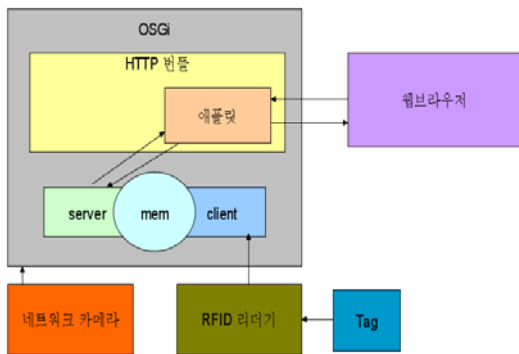 OSGi
HTTP 번들
애플릿
웹브라우저
server
mem
client
네트워크 카메라
RFID 리더기
Tag